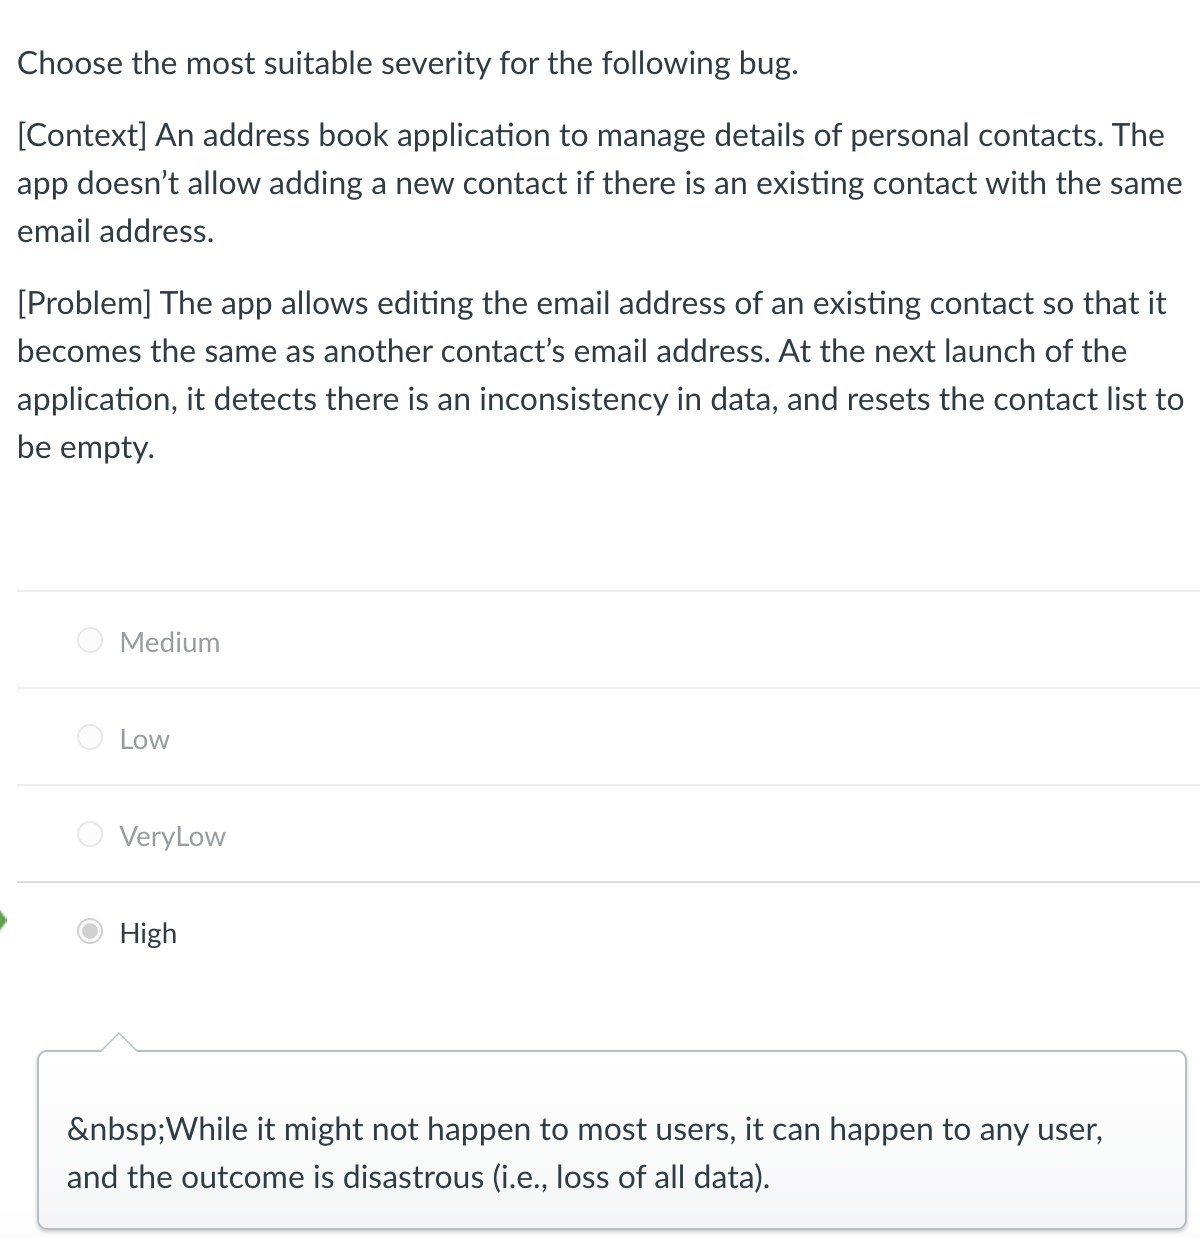 Choose the most suitable severity for the following bug.
[Context] An address book application to manage details of personal contacts. The
app doesn’t allow adding a new contact if there is an existing contact with the same
email address.
[Problem] The app allows editing the email address of an existing contact so that it
becomes the same as another contact’s email address. At the next launch of the
application, it detects there is an inconsistency in data, and resets the contact list to
be empty.
Medium
Low
VeryLow
High
&nbsp;While it might not happen to most users, it can happen to any user,
and the outcome is disastrous (i.e., loss of all data).